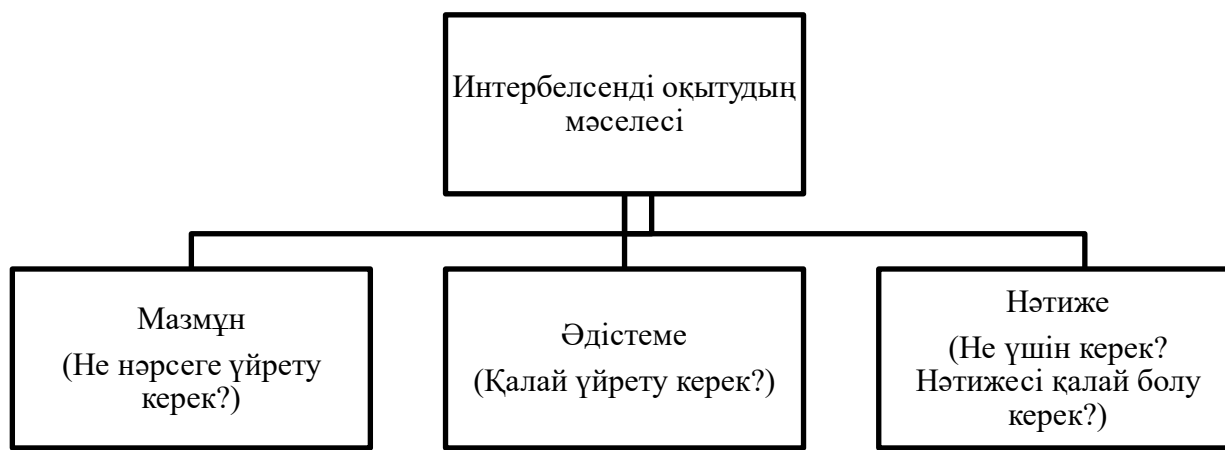 Интербелсенді оқытудың
мәселесі
Мазмұн
(Не нәрсеге үйрету
керек?)
Әдістеме
(Қалай үйрету керек?)
Нәтиже
(Не үшін керек?
Нәтижесі қалай болу
керек?)